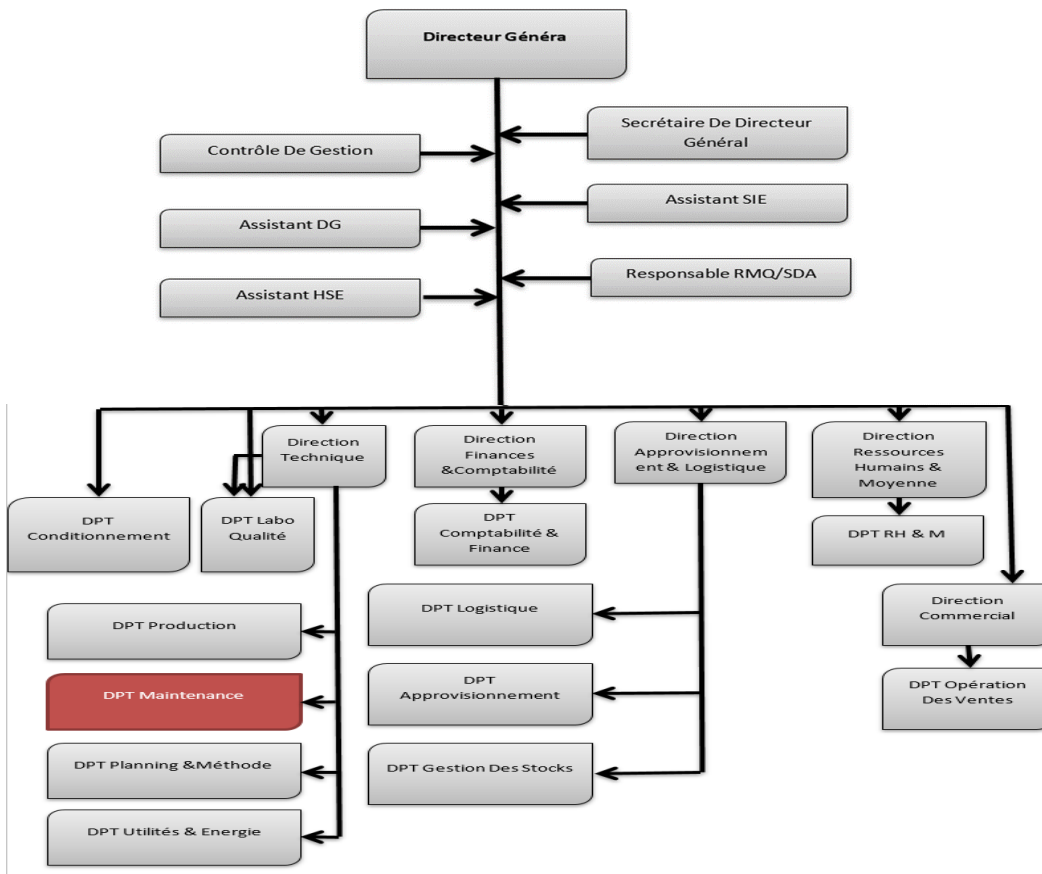 Directeur Généra
Secrétaire De Directeur
Général
Contrôle De Gestion
Assistant SIE
Assistant DG
Responsable RMQ/SDA
Assistant HSE
Direction
Technique
Direction
Finances
&Comptabilité
Direction
Approvisionnem
ent & Logistique
Direction
Ressources
Humains &
Moyenne
DPT
Conditionnement
DPT Labo
Qualité
DPT
Comptabilité &
Finance
DPT RH & M
DPT Production
DPT Logistique
Direction
Commercial
DPT Maintenance
DPT
Approvisionnement
DPT Opération
Des Ventes
DPT Planning &Méthode
DPT Gestion Des Stocks
DPT Utilités & Energie